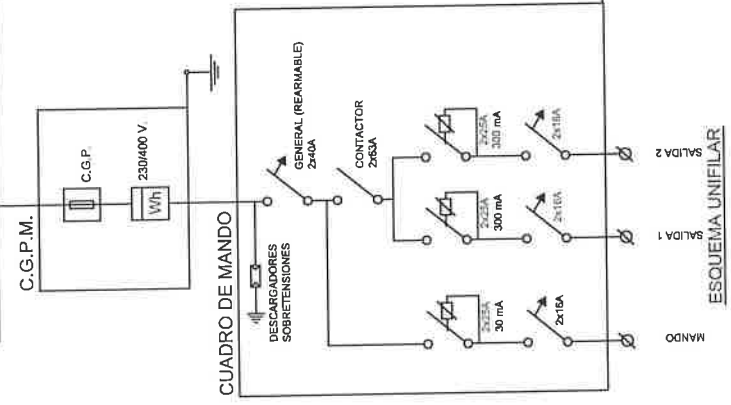 C.G.P.M.
C.G.P.
230/400 V.
Wh
CUADRO DE MANDO
DESCARGADORES
SOBRETENSIONES
GENERAL (REARMABLE)
2x40A
CONTACTOR
2x63A
2x25A
30 mA
2x16A
MANDO
2x25A
300 mA
2x16A
SALIDA 1
2x25A
300 mA
2x16A
SALIDA 2
ESQUEMA UNIFILAR